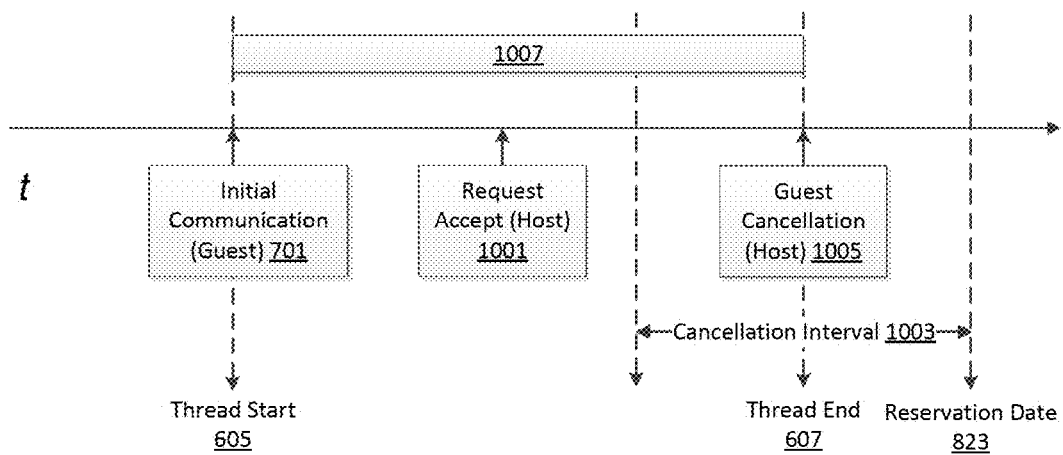 1007
t
Initial
Communication
(Guest) 701
Request
Accept (Host)
1001
Guest
Cancellation
(Host) 1005
Cancellation Interval 1003
Thread Start
605
Thread End
607
Reservation Date
823